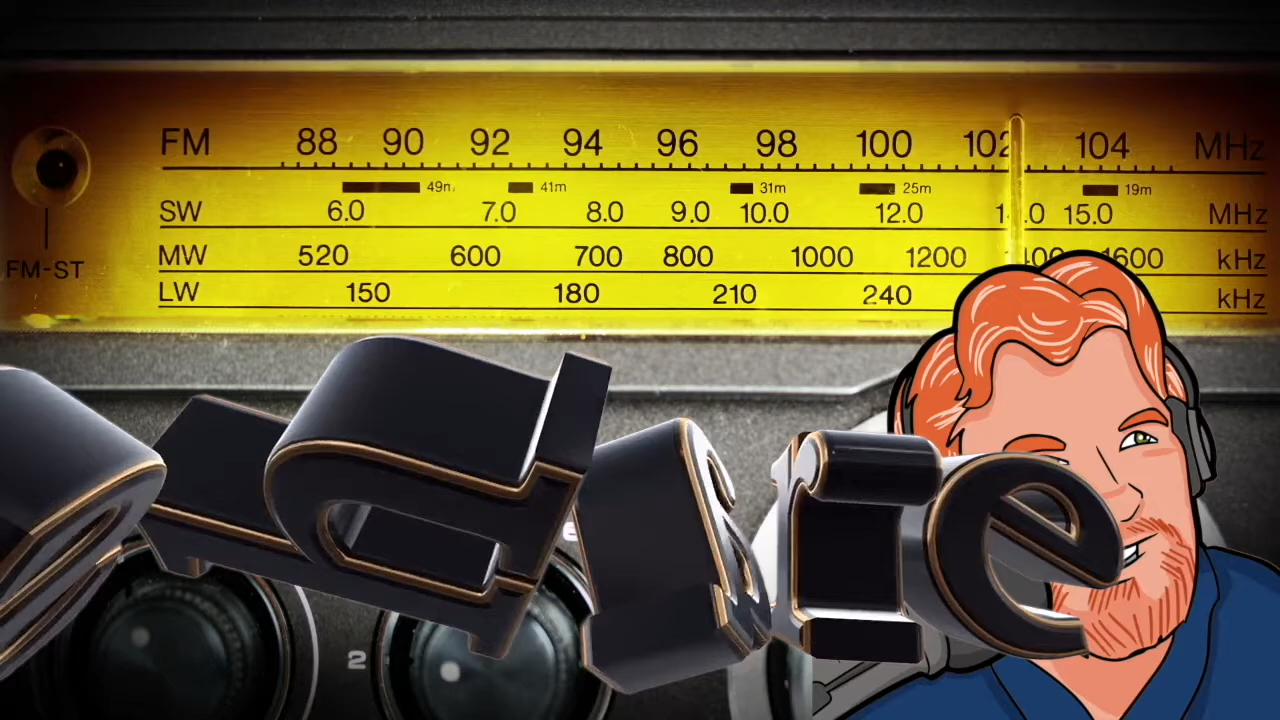 FM 88 90 92 94 96 98 100 102 104 MHz
49m 41m 31m 25m 19m
SW 6.0 7.0 8.0 9.0 10.0 12.0 15.0 MHz
MW 520 600 700 800 1000 1200 1600 kHz
FM-ST
LW 150 180 210 240 kHz
2